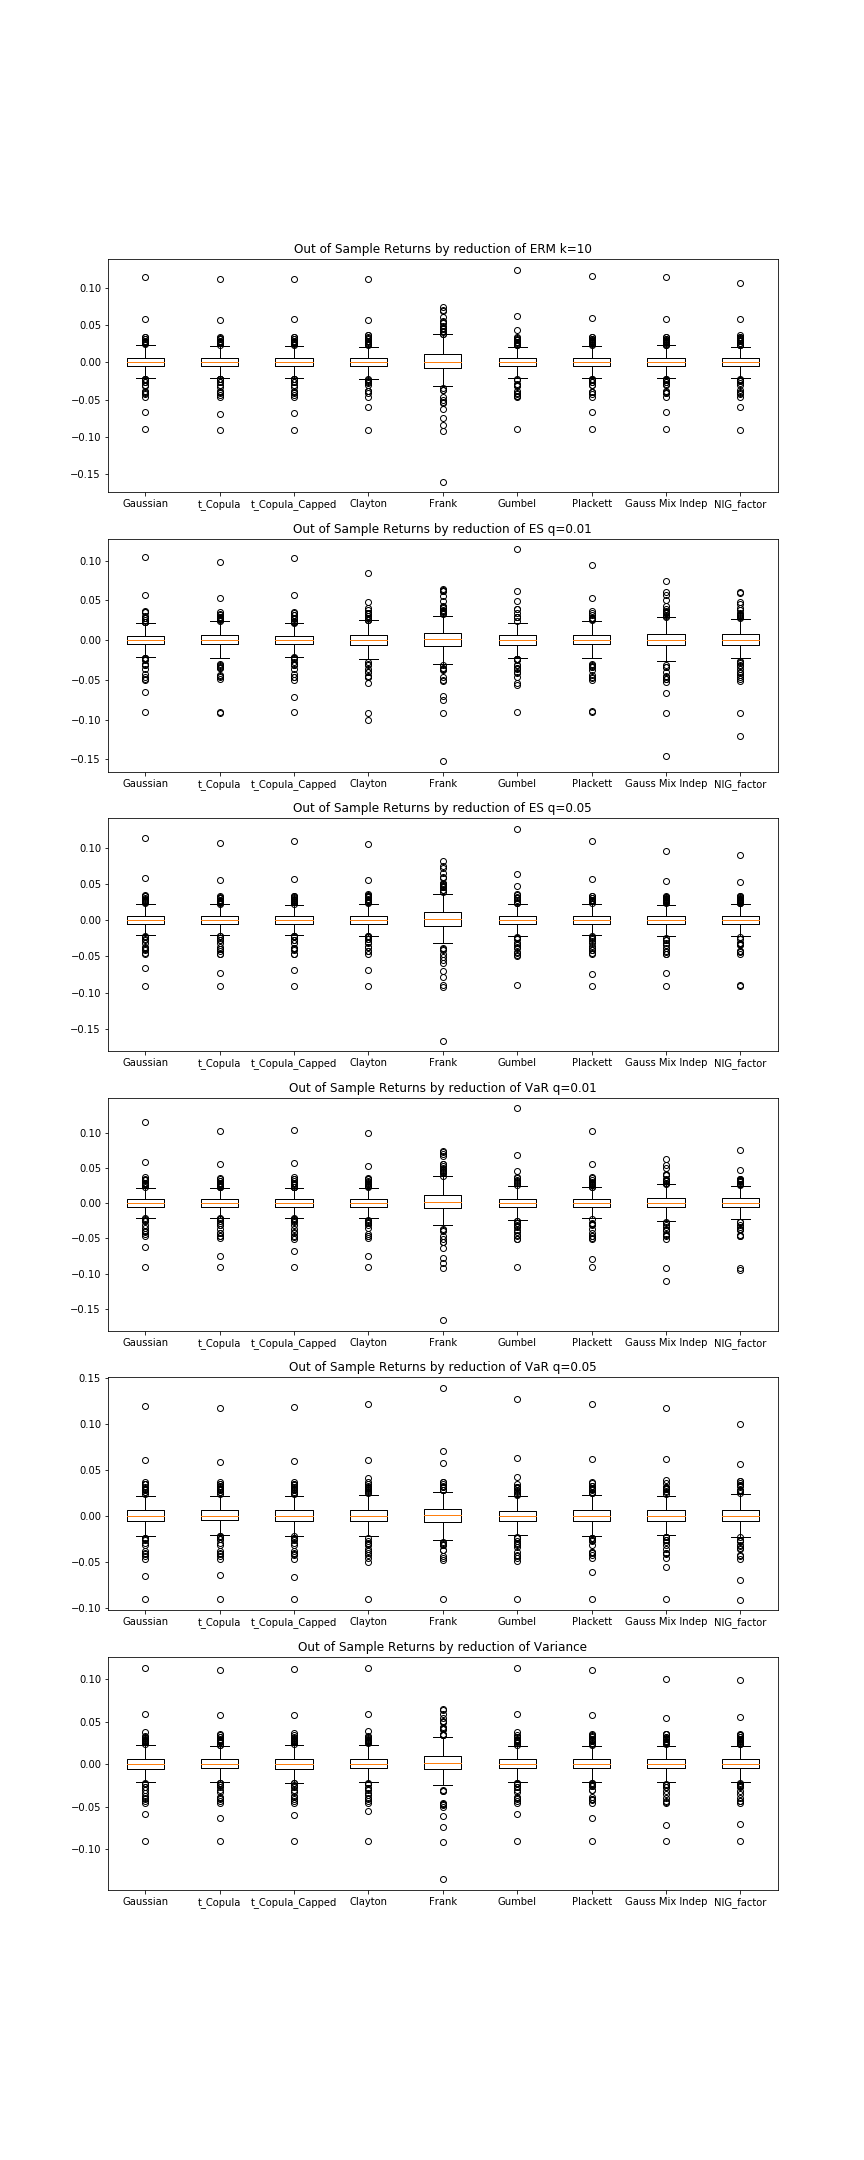 Out of Sample Returns by reduction of ERM k=10
0.10
0.05
0.00
−0.05
−0.10
−0.15
Gaussian t_Copula t_Copula_Capped Clayton Frank Gumbel Plackett Gauss Mix Indep NIG_factor
Out of Sample Returns by reduction of ES q=0.01
0.10
0.05
0.00
−0.05
−0.10
−0.15
Gaussian t_Copula t_Copula_Capped Clayton Frank Gumbel Plackett Gauss Mix Indep NIG_factor
Out of Sample Returns by reduction of ES q=0.05
0.10
0.05
0.00
−0.05
−0.10
−0.15
Gaussian t_Copula t_Copula_Capped Clayton Frank Gumbel Plackett Gauss Mix Indep NIG_factor
Out of Sample Returns by reduction of VaR q=0.01
0.10
0.05
0.00
−0.05
−0.10
−0.15
Gaussian t_Copula t_Copula_Capped Clayton Frank Gumbel Plackett Gauss Mix Indep NIG_factor
Out of Sample Returns by reduction of VaR q=0.05
0.15
0.10
0.05
0.00
−0.05
−0.10
Gaussian t_Copula t_Copula_Capped Clayton Frank Gumbel Plackett Gauss Mix Indep NIG_factor
Out of Sample Returns by reduction of Variance
0.10
0.05
0.00
−0.05
−0.10
Gaussian t_Copula t_Copula_Capped Clayton Frank Gumbel Plackett Gauss Mix Indep NIG_factor